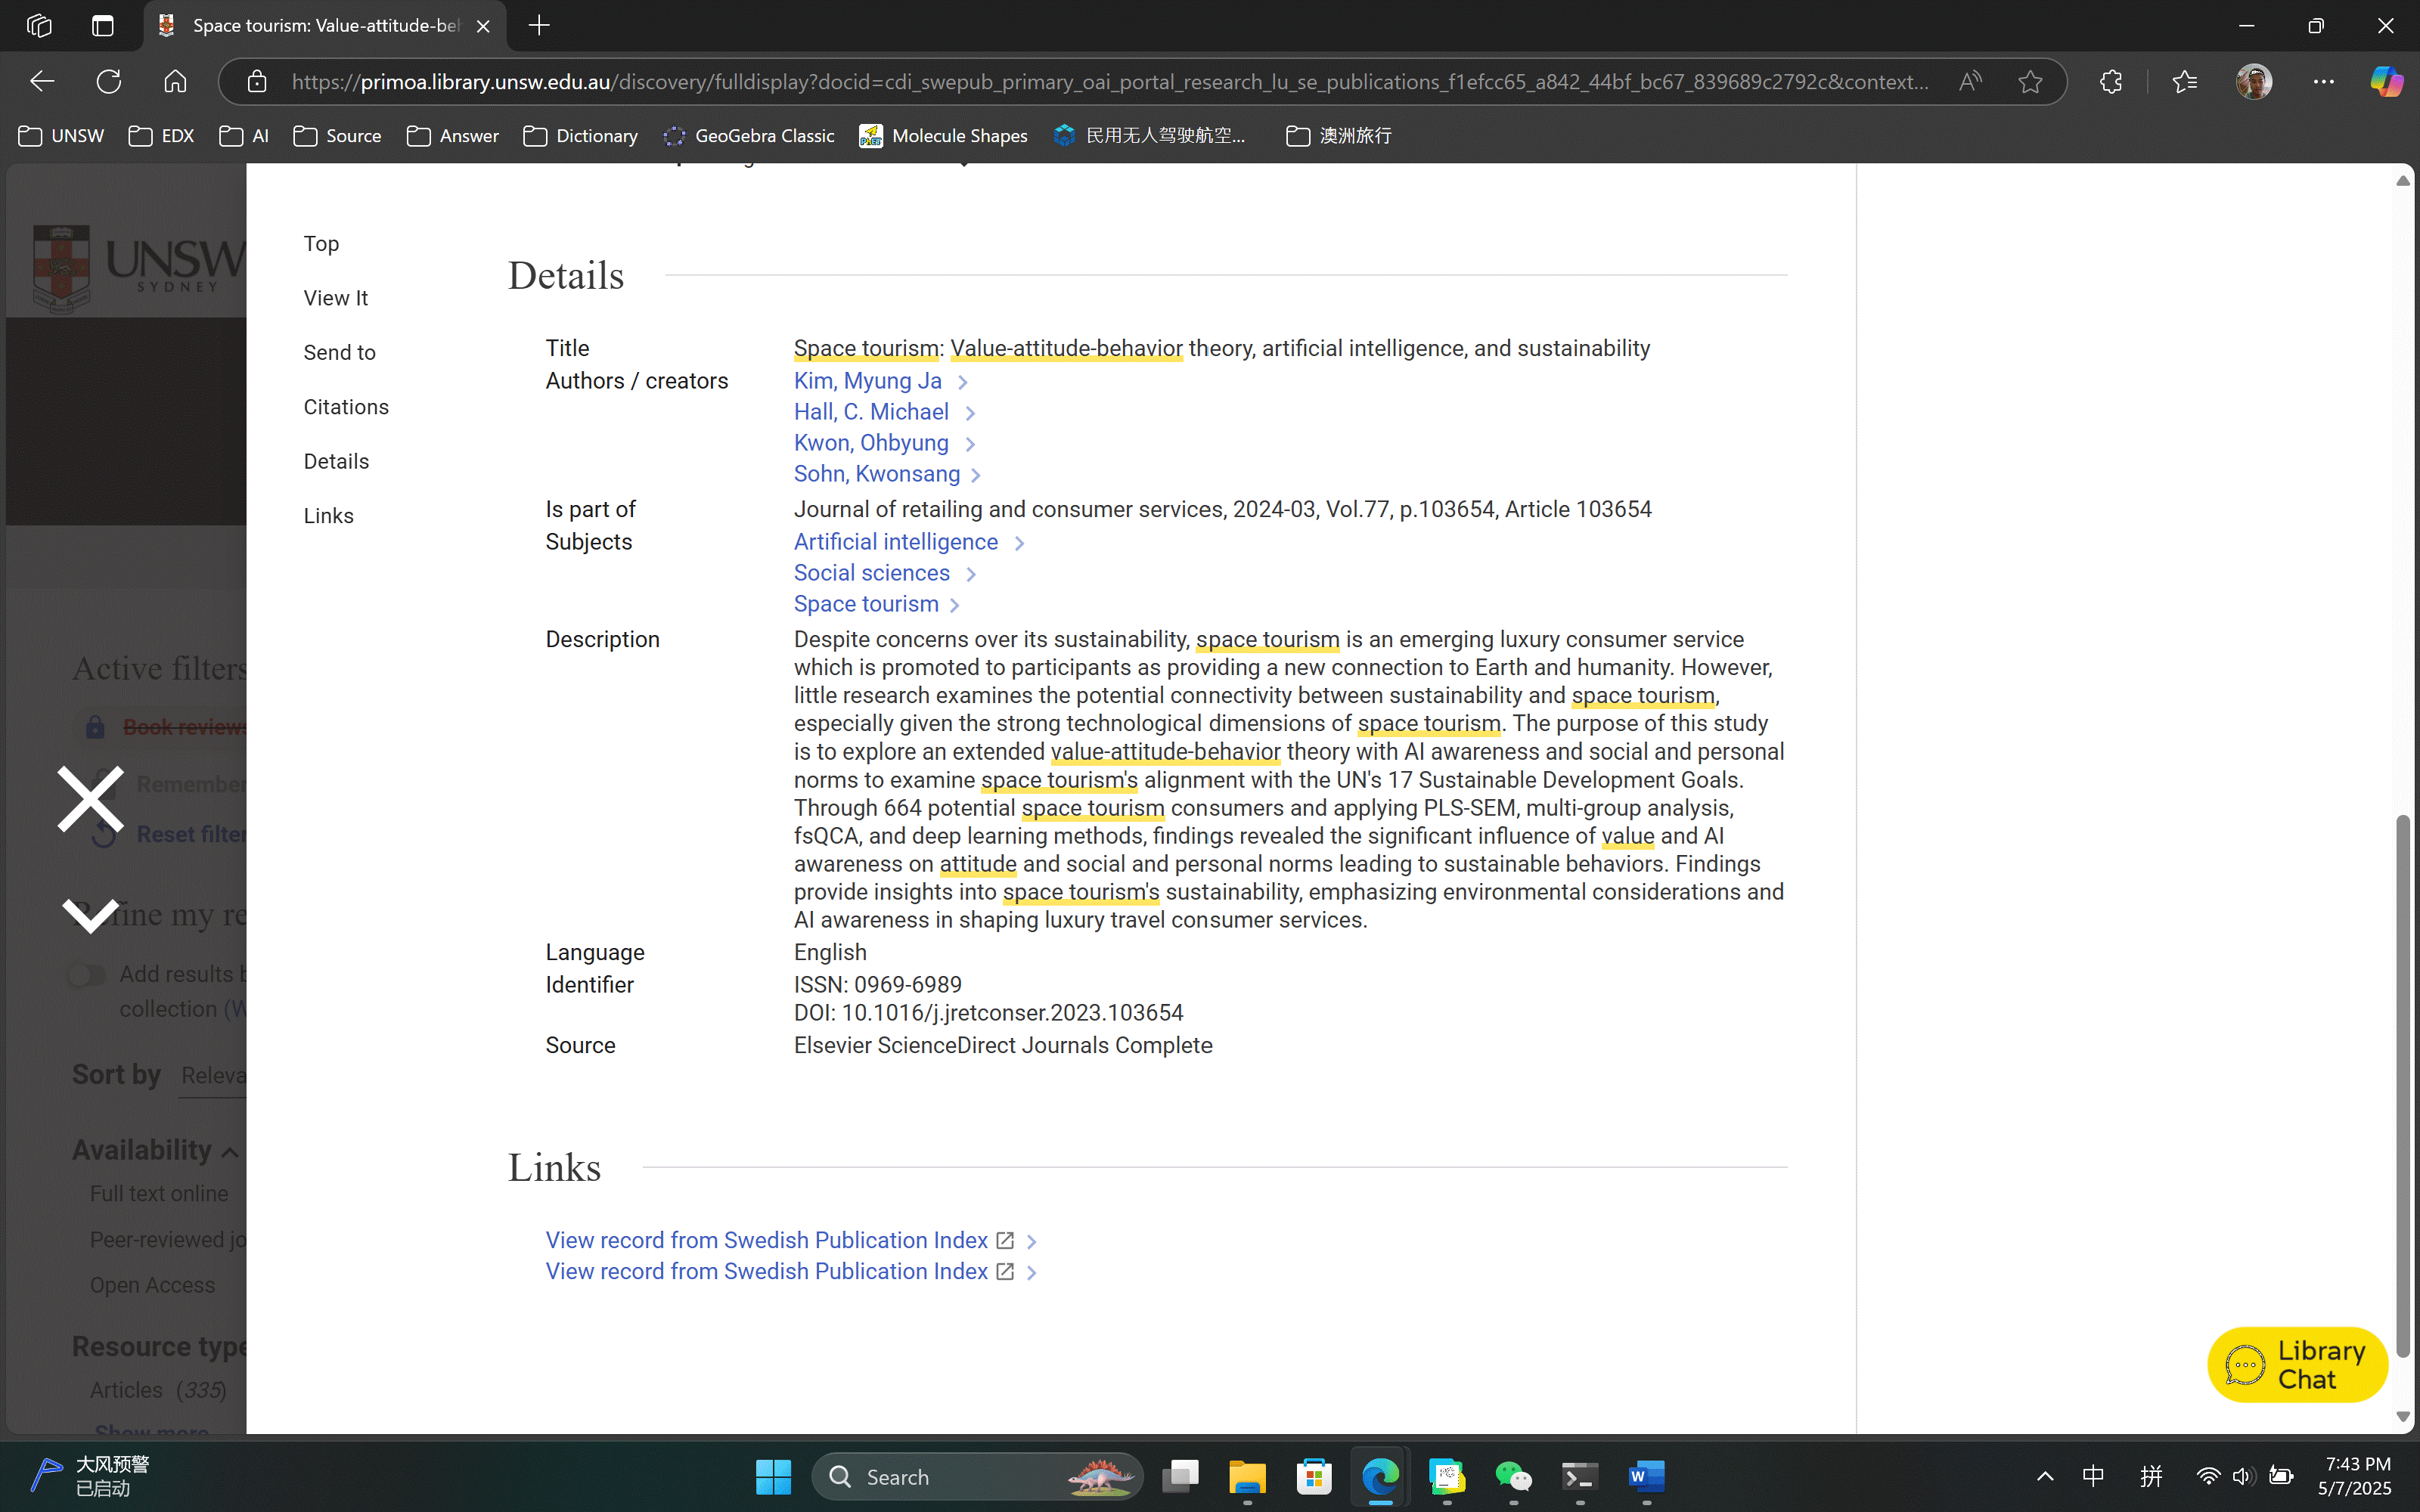 Space tourism: Value-attitude-beh
https://primoa.library.unsw.edu.au/discovery/fulldisplay?docid=cdi_swepub_primary_oai_portal_research_lu_se_publications_f1efcc65_a842_44bf_bc67_839689c2792c&context...
UNSW
EDX
AI
Source
Answer
Dictionary
GeoGebra Classic
Molecule Shapes
民用无人驾驶航空...
澳洲旅行
UNSW
SYDNEY
Active filters
Book reviews
Remember
Reset filter
Refine my re
Add results b
collection (W
Sort by Releva
Availability
Full text online
Peer-reviewed jo
Open Access
Resource type
Articles (335)
Show more
Top
View It
Send to
Citations
Details
Links
Details
Title Space tourism: Value-attitude-behavior theory, artificial intelligence, and sustainability
Authors / creators Kim, Myung Ja
Hall, C. Michael
Kwon, Ohbyung
Sohn, Kwonsang
Is part of Journal of retailing and consumer services, 2024-03, Vol.77, p.103654, Article 103654
Subjects Artificial intelligence
Social sciences
Space tourism
Description Despite concerns over its sustainability, space tourism is an emerging luxury consumer service
which is promoted to participants as providing a new connection to Earth and humanity. However,
little research examines the potential connectivity between sustainability and space tourism,
especially given the strong technological dimensions of space tourism. The purpose of this study
is to explore an extended value-attitude-behavior theory with AI awareness and social and personal
norms to examine space tourism's alignment with the UN's 17 Sustainable Development Goals.
Through 664 potential space tourism consumers and applying PLS-SEM, multi-group analysis,
fsQCA, and deep learning methods, findings revealed the significant influence of value and AI
awareness on attitude and social and personal norms leading to sustainable behaviors. Findings
provide insights into space tourism's sustainability, emphasizing environmental considerations and
AI awareness in shaping luxury travel consumer services.
Language English
Identifier ISSN: 0969-6989
DOI: 10.1016/j.jretconser.2023.103654
Source Elsevier ScienceDirect Journals Complete
Links
View record from Swedish Publication Index
View record from Swedish Publication Index
Library
Chat
大风预警
已启动
Search
中
拼
7:43 PM
5/7/2025